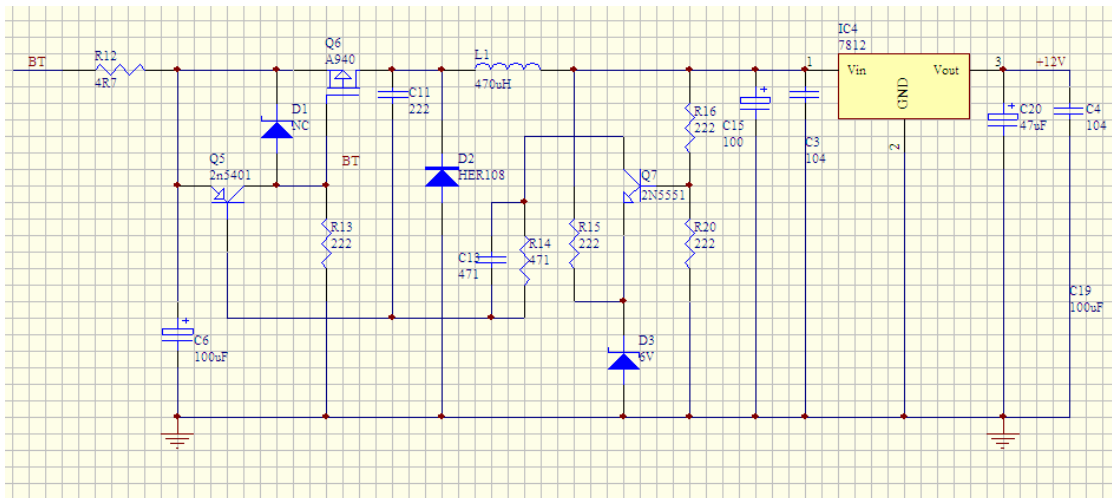 BT
R12
4R7
Q6
A940
L1
470uH
IC4
7812
1
Vin
Vout
GND
2
3
+12V
D1
NC
C11
222
R16
222
C15
100
C3
104
C20
47uF
C4
104
Q5
2n5401
BT
D2
HER108
Q7
2N5551
R13
222
C13
471
R14
471
R15
222
R20
222
C19
100uF
C6
100uF
D3
6V